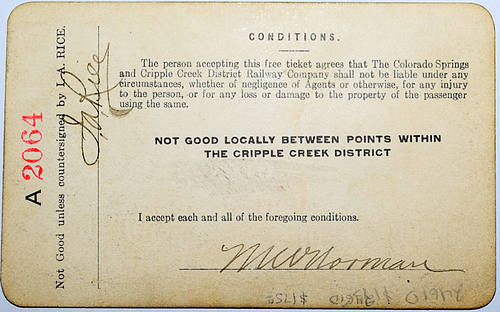 CONDITIONS.
The person accepting this free ticket agrees that The Colorado Springs
and Cripple Creek District Railway Company shall not be liable under any
circumstances, whether of negligence of Agents or otherwise, for any injury
to the person, or for any loss or damage to the property of the passenger
using the same.
NOT GOOD LOCALLY BETWEEN POINTS WITHIN
THE CRIPPLE CREEK DISTRICT
I accept each and all of the foregoing conditions.
A 2064
Not Good unless countersigned by L. A. RICE.